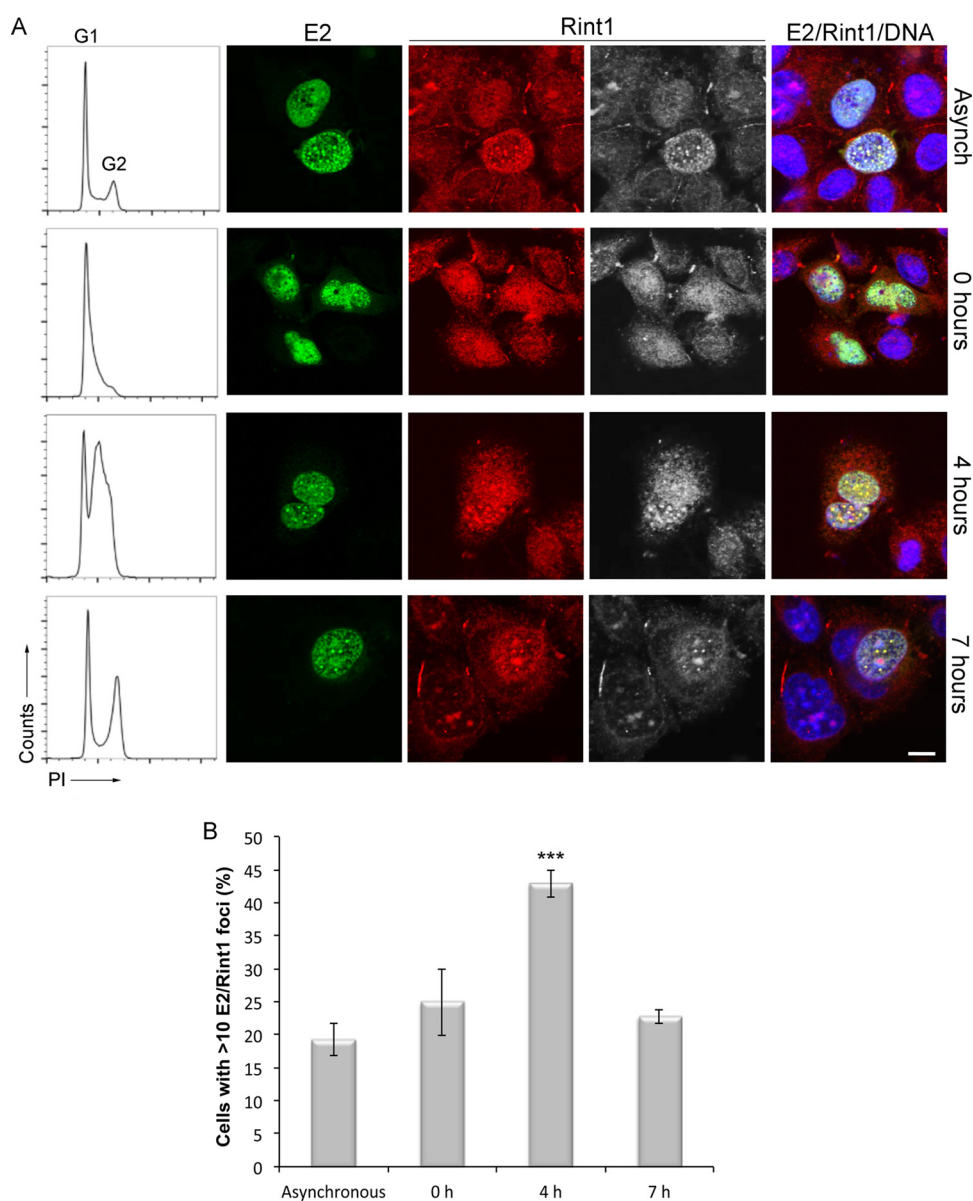 A
G1
G2
E2
Rint1
E2/Rint1/DNA
Asynch
0 hours
4 hours
7 hours
Counts
PI
B
Cells with >10 E2/Rint1 foci (%)
50
45
40
35
30
25
20
15
10
5
0
***
Asynchronous 0 h 4 h 7 h